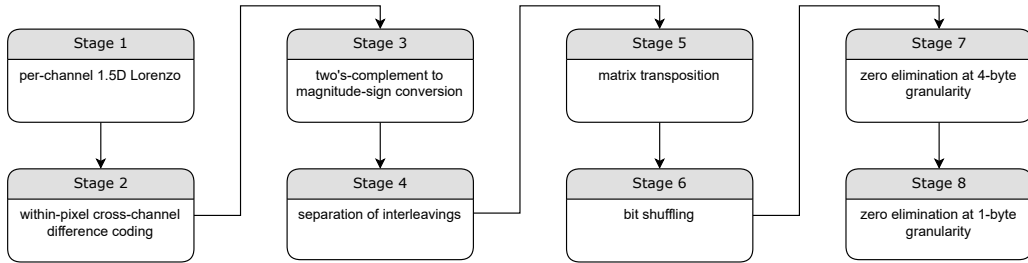 Stage 1
per-channel 1.5D Lorenzo
Stage 2
within-pixel cross-channel
difference coding
Stage 3
two's-complement to
magnitude-sign conversion
Stage 4
separation of interleavings
Stage 5
matrix transposition
Stage 6
bit shuffling
Stage 7
zero elimination at 4-byte
granularity
Stage 8
zero elimination at 1-byte
granularity